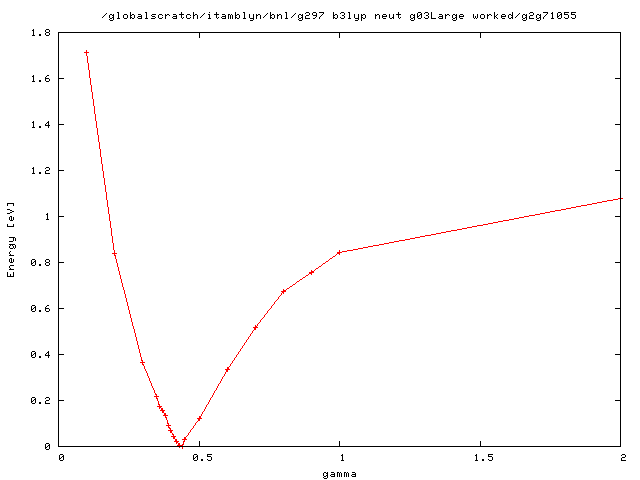 /globalscratch/itamblyn/bnl/g297 b3lyp neut g03Large worked/g2g71055
1.8
1.6
1.4
1.2
1
0.8
0.6
0.4
0.2
0
Energy [eV]
0 0.5 1 1.5 2
gamma